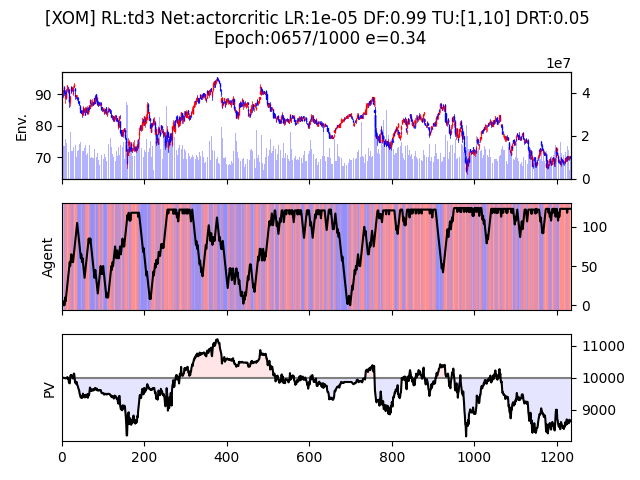 [XOM] RL:td3 Net:actorcritic LR:1e-05 DF:0.99 TU:[1,10] DRT:0.05
Epoch:0657/1000 e=0.34
1e7
90
80
70
Env.
4
2
0
Agent
100
50
0
PV
11000
10000
9000
0 200 400 600 800 1000 1200